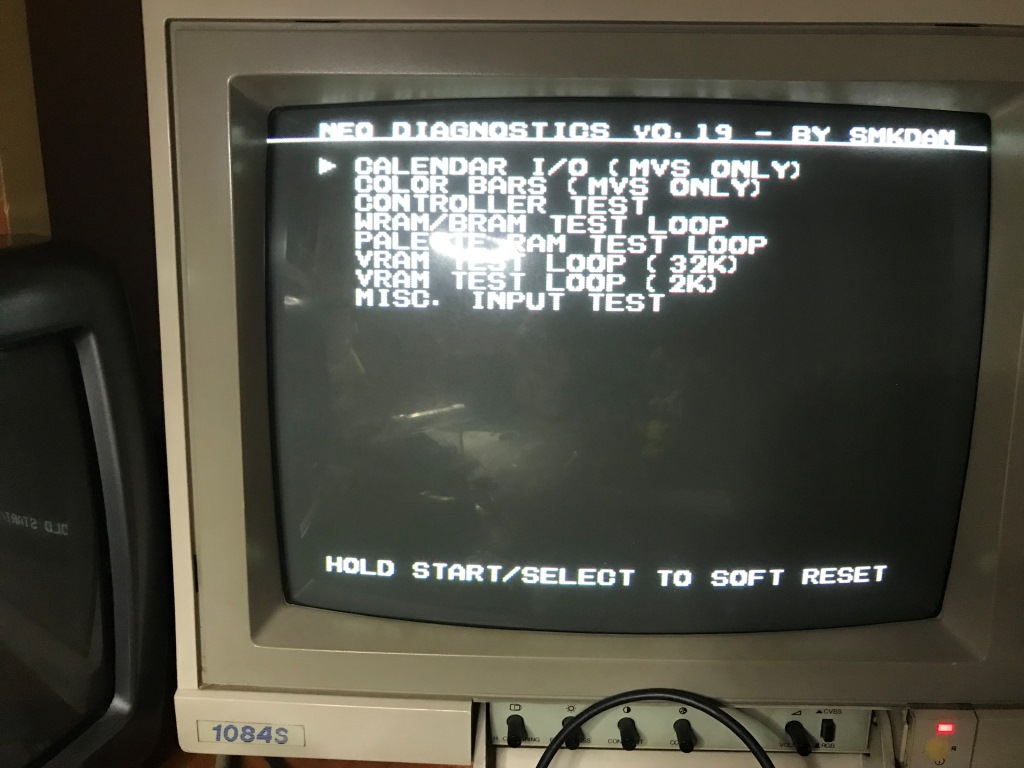 NEO DIAGNOSTICS v0.19 - BY SMKDAN
CALENDAR I/O (MVS ONLY)
COLOR BARS (MVS ONLY)
CONTROLLER TEST
WRAM/BRAM TEST LOOP
PALETTE RAM TEST LOOP
VRAM TEST LOOP (32K)
VRAM TEST LOOP (2K)
MISC. INPUT TEST
HOLD START/SELECT TO SOFT RESET
1084S
CVBS
RGB